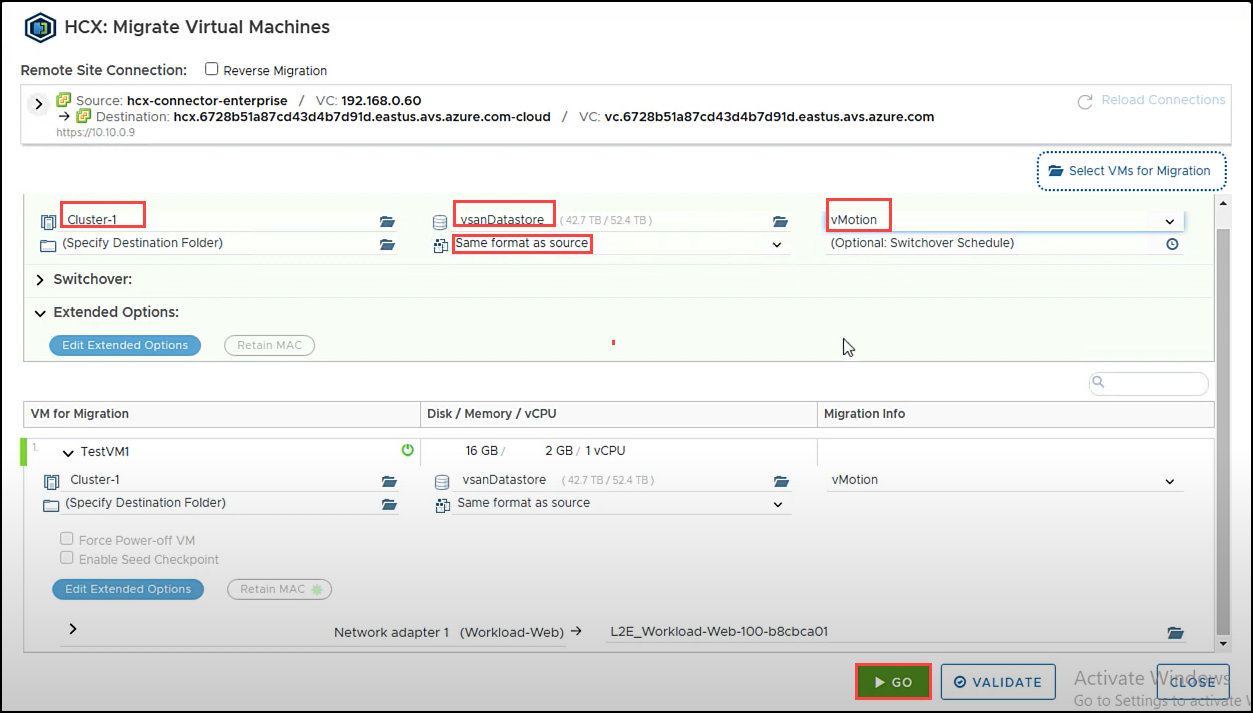 HCX: Migrate Virtual Machines
Remote Site Connection: Reverse Migration
Source: hcx-connector-enterprise / VC: 192.168.0.60
Reload Connections
→ Destination: hcx.6728b51a87cd43d4b7d91d.eastus.avs.azure.com-cloud / VC: vc.6728b51a87cd43d4b7d91d.eastus.avs.azure.com
https://10.10.0.9
Select VMs for Migration
Cluster-1 vsanDatastore ( 42.7 TB / 52.4 TB ) vMotion
(Specify Destination Folder) Same format as source (Optional: Switchover Schedule)
Switchover:
Extended Options:
Edit Extended Options Retain MAC
VM for Migration Disk / Memory / vCPU Migration Info
1. TestVM1 16 GB / 2 GB / 1 vCPU
Cluster-1 vsanDatastore ( 42.7 TB / 52.4 TB ) vMotion
(Specify Destination Folder) Same format as source
Force Power-off VM
Enable Seed Checkpoint
Edit Extended Options Retain MAC
Network adapter 1 (Workload-Web) → L2E_Workload-Web-100-b8cbca01
GO VALIDATE CLOSE
Activate Windows
Go to Settings to activate W